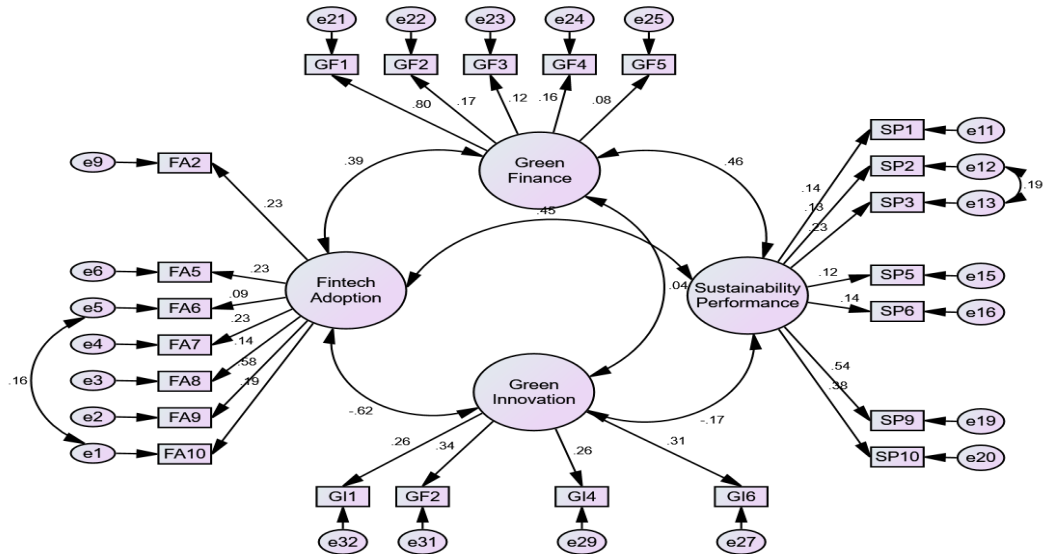 e21 e22 e23 e24 e25
GF1 GF2 GF3 GF4 GF5
.80 .17 .12 .16 .08
Green
Finance
.39
.46
.45
.04
-.62
-.17
e9 FA2
.23
e6 FA5 .23
e5 FA6 .09
e4 FA7 .23
e3 FA8 .14
e2 FA9 .58
e1 FA10 .19
.16
Fintech
Adoption
Sustainability
Performance
SP1 e11
SP2 e12
SP3 e13
.19
.14
.13
.23
.12 SP5 e15
.14 SP6 e16
.54
.38
SP9 e19
SP10 e20
Green
Innovation
.26 .34 .26 .31
GI1 GF2 GI4 GI6
e32 e31 e29 e27